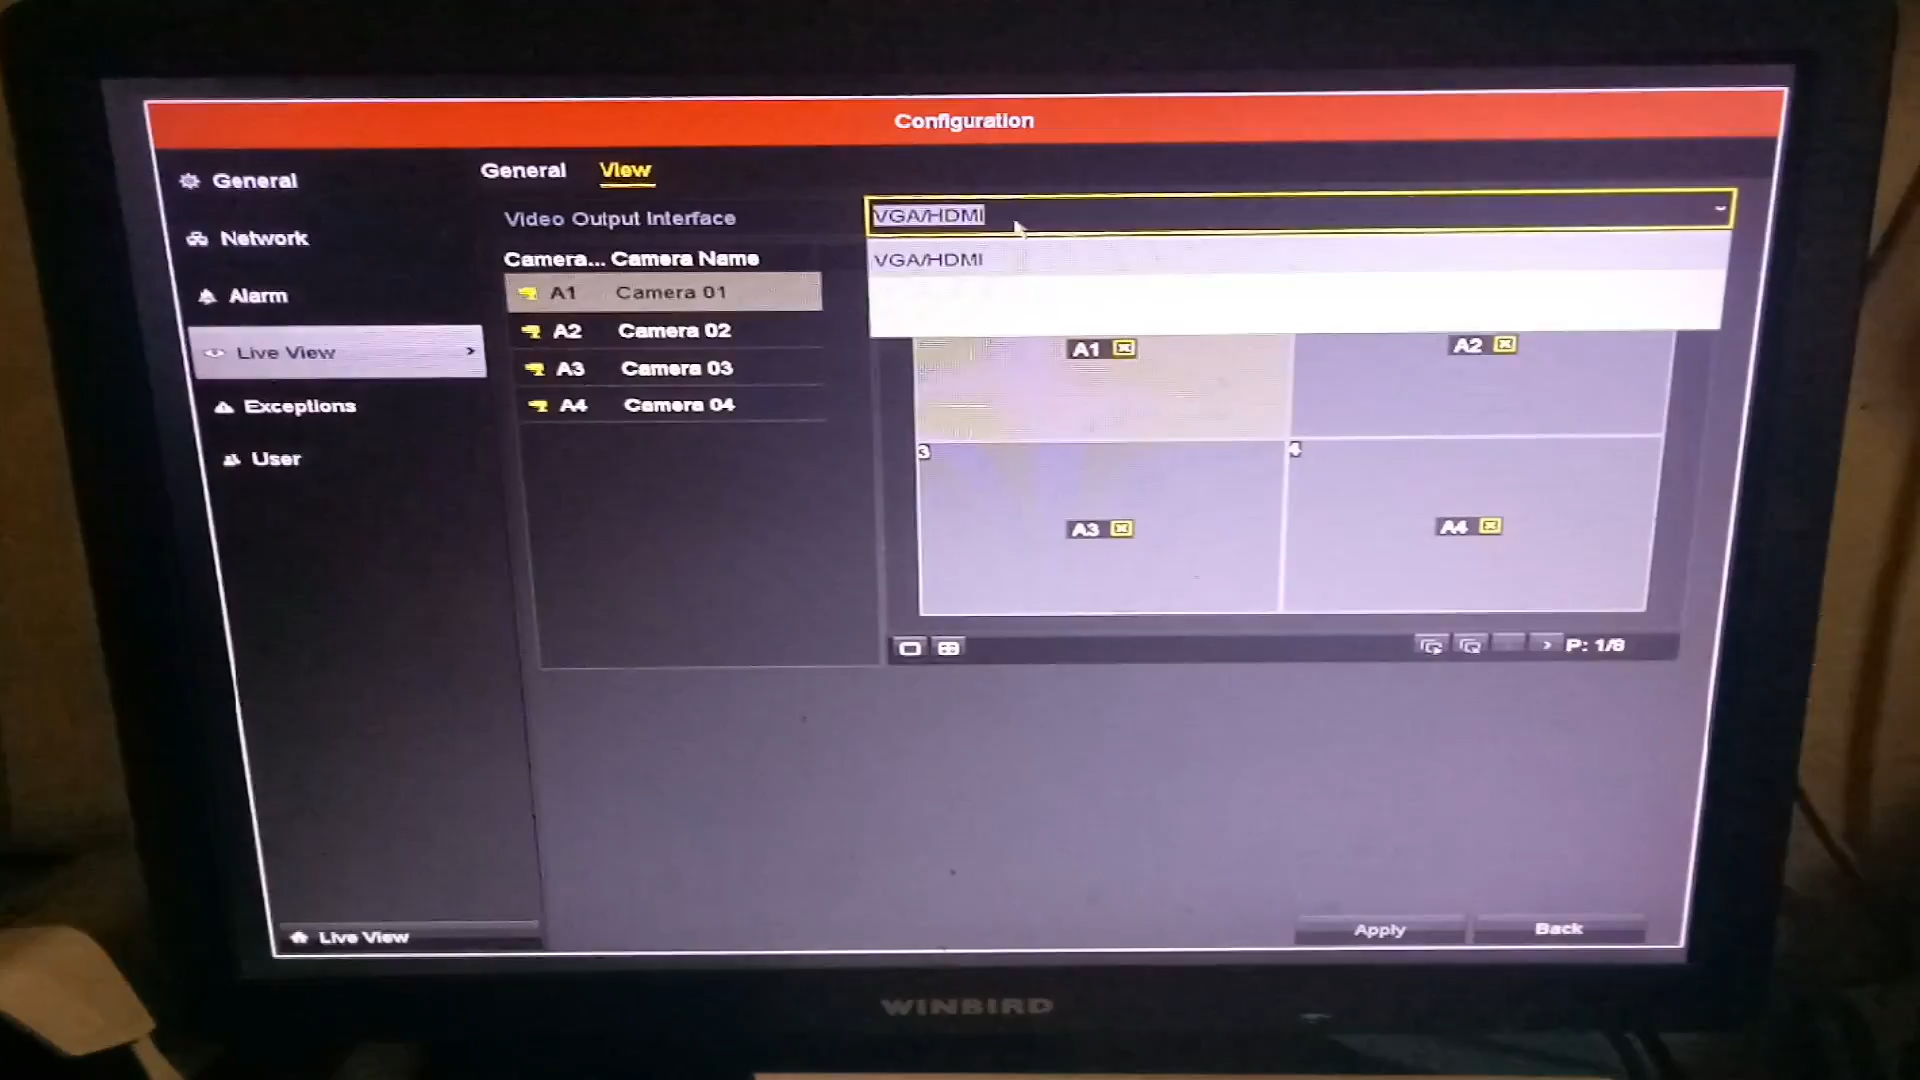 Configuration
General
Network
Alarm
Live View
Exceptions
User
General View
Video Output Interface
VGA/HDMI
VGA/HDMI
Camera... Camera Name
A1 Camera 01
A2 Camera 02
A3 Camera 03
A4 Camera 04
A1
A2
3
4
A3
A4
P: 1/8
Live View
Apply
Back
WINBIRD